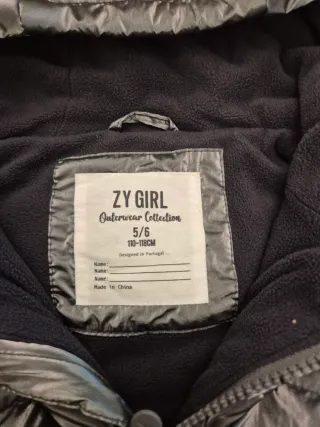 ZY GIRL
Outerwear Collection
5/6
110-118CM
Designed in Portugal
Name:
Name:
Name:
Made in China